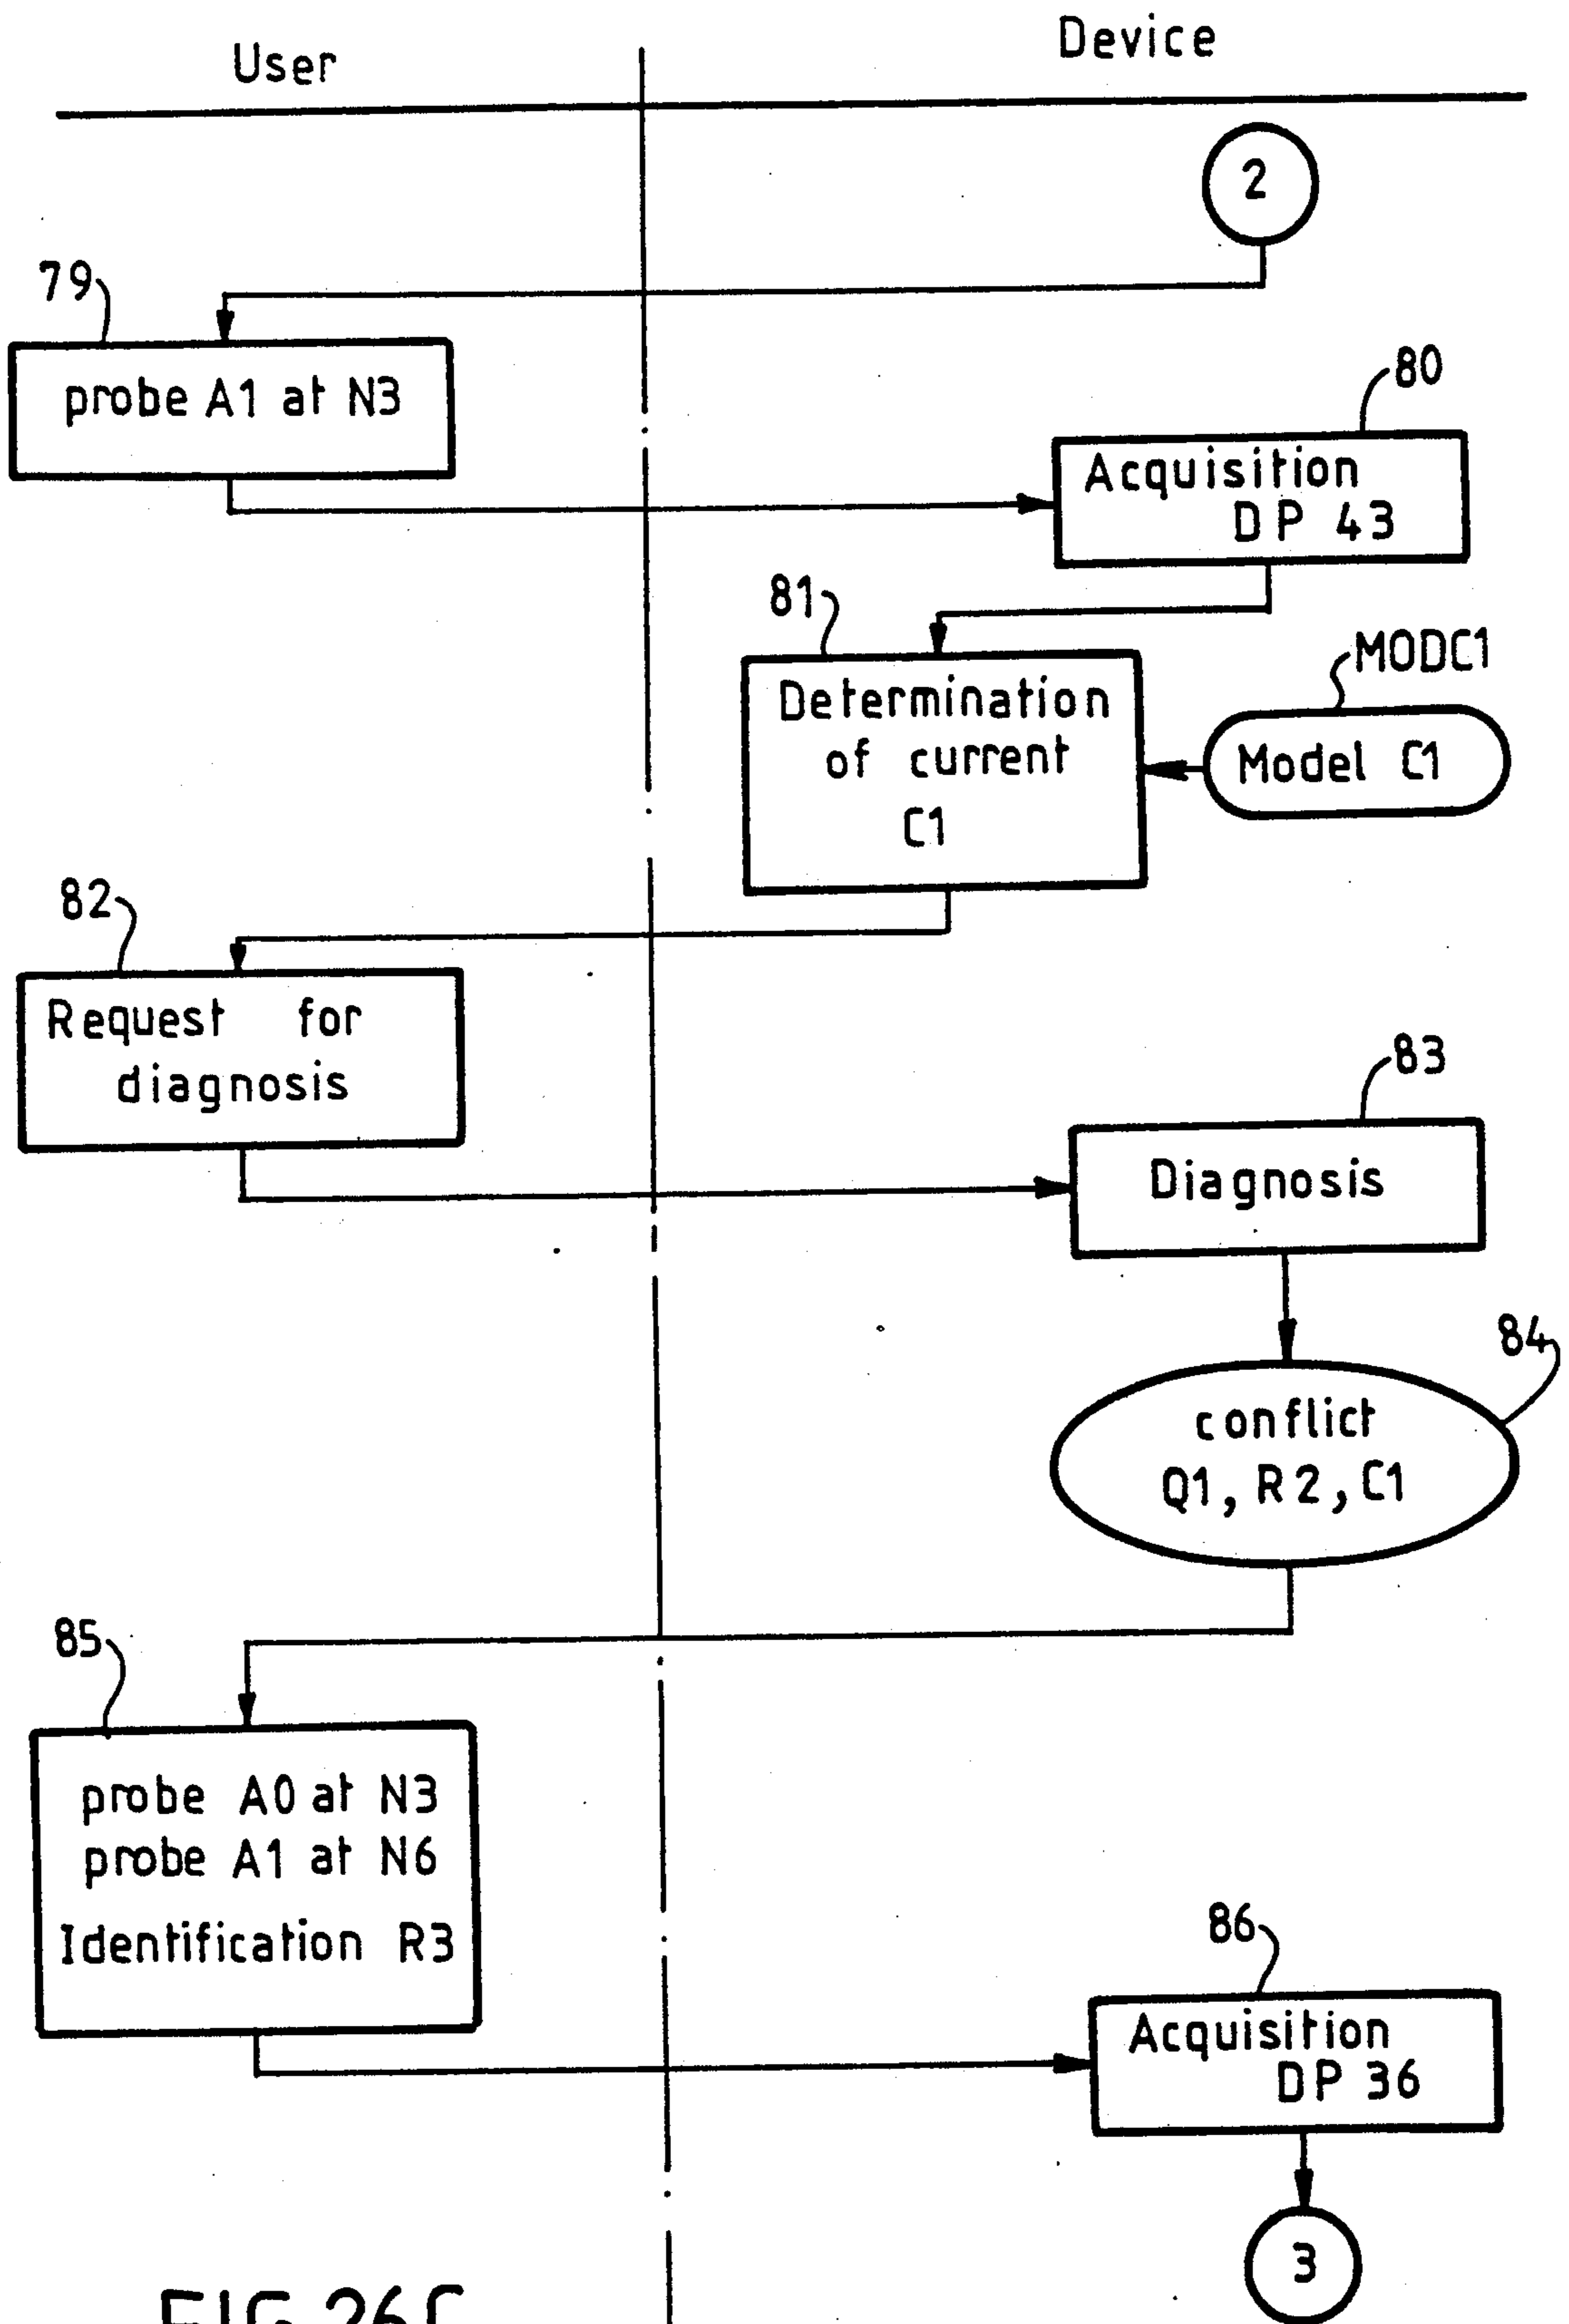 User
Device
2
79
probe A1 at N3
80
Acquisition
DP 43
81
Determination
of current
C1
MODC1
Model C1
82
Request for
diagnosis
83
Diagnosis
84
conflict
Q1, R2, C1
85
probe A0 at N3
probe A1 at N6
Identification R3
86
Acquisition
DP 36
3
FIG.26C